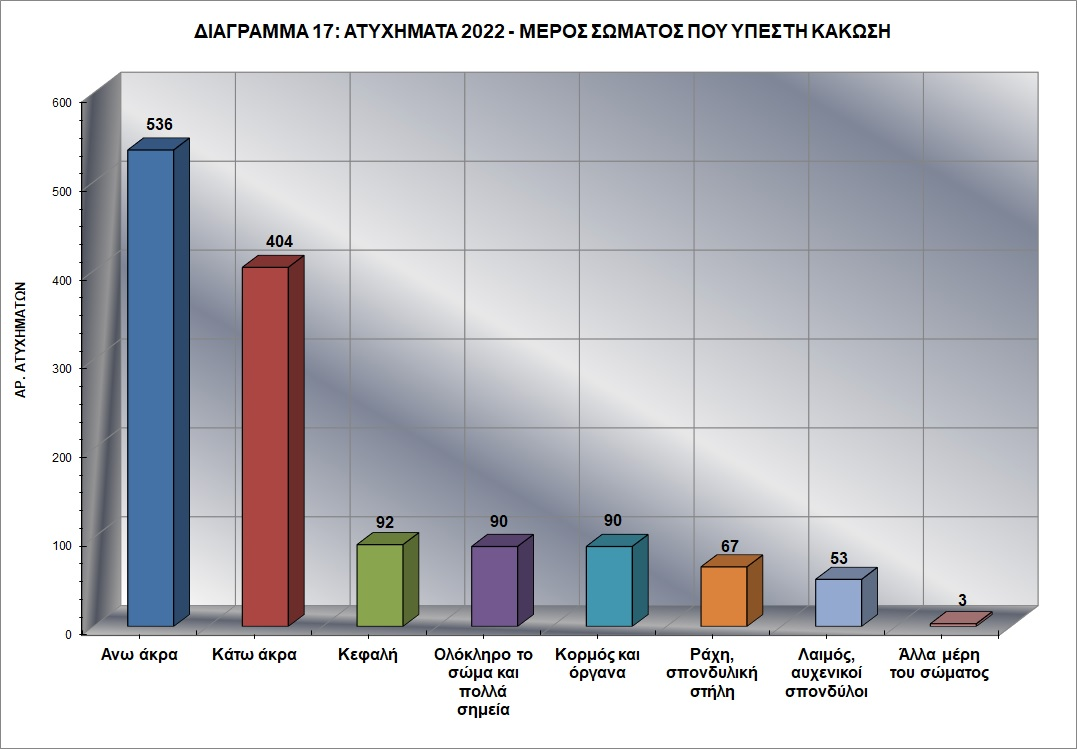 ΔΙΑΓΡΑΜΜΑ 17: ΑΤΥΧΗΜΑΤΑ 2022 - ΜΕΡΟΣ ΣΩΜΑΤΟΣ ΠΟΥ ΥΠΕΣΤΗ ΚΑΚΩΣΗ
ΑΡ. ΑΤΥΧΗΜΑΤΩΝ
600
500
400
300
200
100
0
536
404
92
90
90
67
53
3
Ανω άκρα
Κάτω άκρα
Κεφαλή
Ολόκληρο το
σώμα και
πολλά
σημεία
Κορμός και
όργανα
Ράχη,
σπονδυλική
στήλη
Λαιμός,
αυχενικοί
σπονδύλοι
Άλλα μέρη
του σώματος